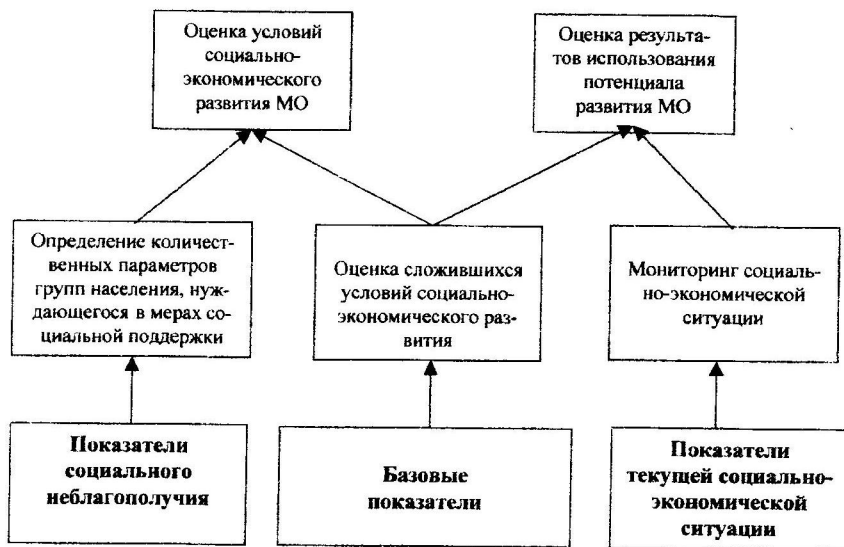 Оценка условий
социально-
экономического
развития МО
Оценка результа-
тов использования
потенциала
развития МО
Определение количест-
венных параметров
групп населения, нуж-
дающегося в мерах со-
циальной поддержки
Оценка сложившихся
условий социально-
экономического раз-
вития
Мониторинг социаль-
но-экономической
ситуации
Показатели
социального
неблагополучия
Базовые
показатели
Показатели
текущей социально-
экономической
ситуации